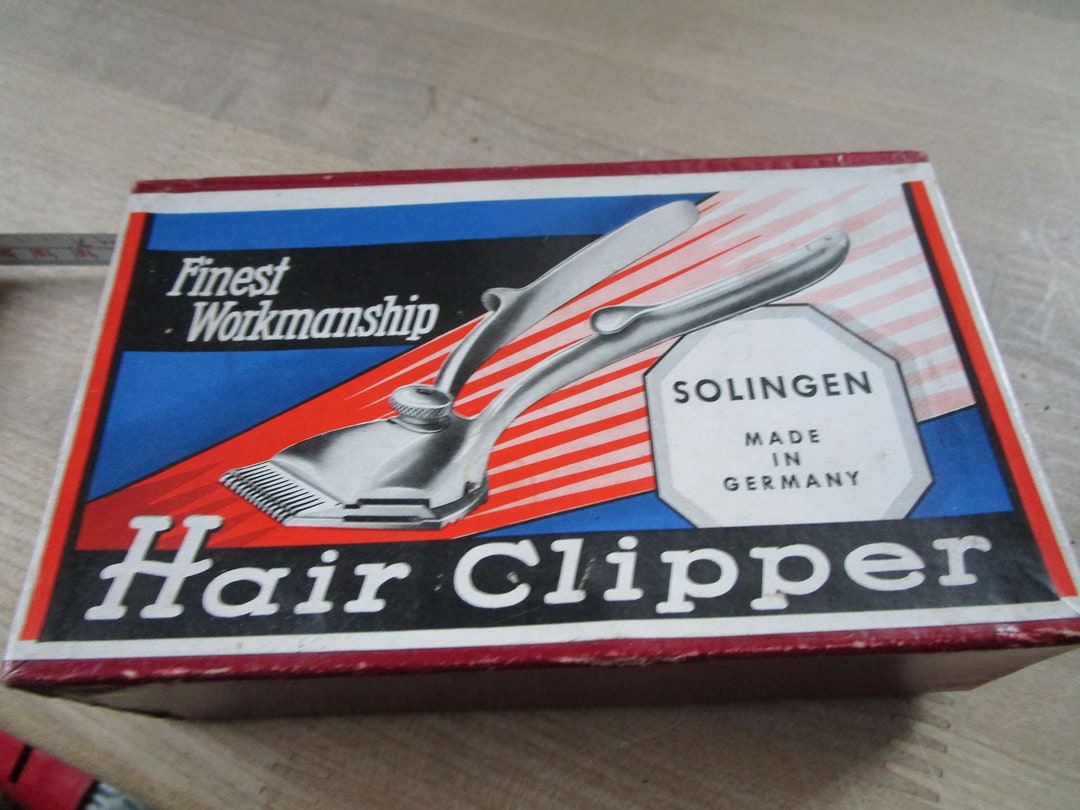 Finest
Workmanship
SOLINGEN
MADE
IN
GERMANY
Hair Clipper